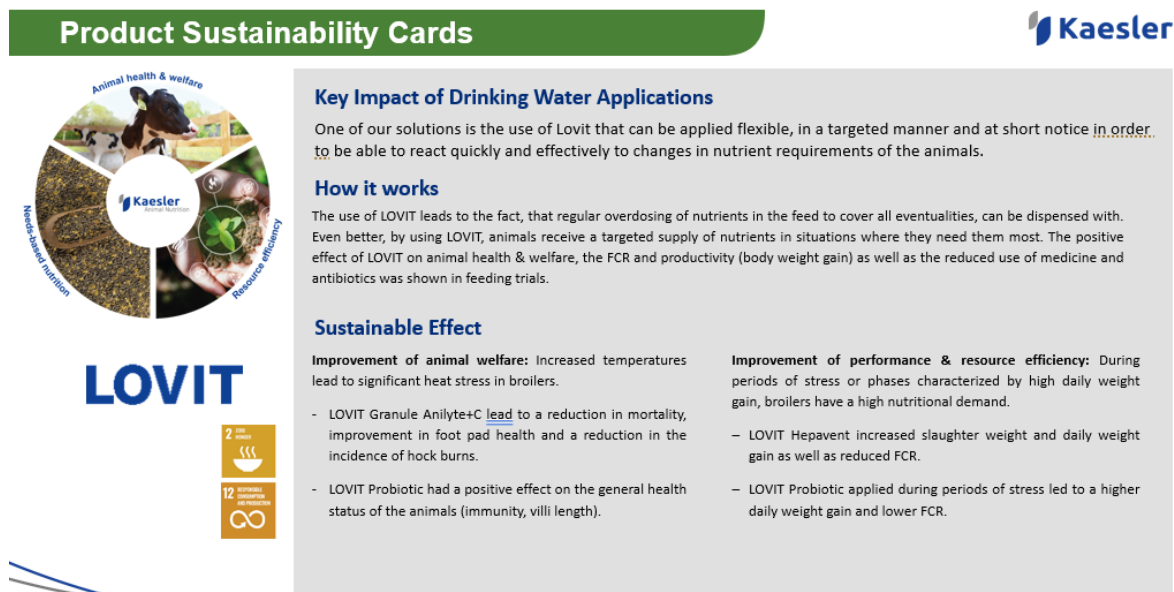 Product Sustainability Cards
Kaesler
Animal health & welfare
Needs-based nutrition
Resource efficiency
Kaesler
Animal Nutrition
LOVIT
2 ZERO
HUNGER
12 RESPONSIBLE
CONSUMPTION
AND PRODUCTION
Key Impact of Drinking Water Applications
One of our solutions is the use of Lovit that can be applied flexible, in a targeted manner and at short notice in order
to be able to react quickly and effectively to changes in nutrient requirements of the animals.
How it works
The use of LOVIT leads to the fact, that regular overdosing of nutrients in the feed to cover all eventualities, can be dispensed with.
Even better, by using LOVIT, animals receive a targeted supply of nutrients in situations where they need them most. The positive
effect of LOVIT on animal health & welfare, the FCR and productivity (body weight gain) as well as the reduced use of medicine and
antibiotics was shown in feeding trials.
Sustainable Effect
Improvement of animal welfare: Increased temperatures
lead to significant heat stress in broilers.
- LOVIT Granule Anilyte+C lead to a reduction in mortality,
improvement in foot pad health and a reduction in the
incidence of hock burns.
- LOVIT Probiotic had a positive effect on the general health
status of the animals (immunity, villi length).
Improvement of performance & resource efficiency: During
periods of stress or phases characterized by high daily weight
gain, broilers have a high nutritional demand.
– LOVIT Hepavent increased slaughter weight and daily weight
gain as well as reduced FCR.
– LOVIT Probiotic applied during periods of stress led to a higher
daily weight gain and lower FCR.